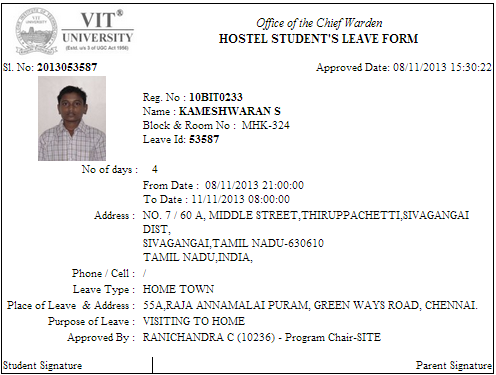 VIT®
UNIVERSITY
(Estd. u/s 3 of UGC Act 1956)
Office of the Chief Warden
HOSTEL STUDENT'S LEAVE FORM
Sl. No: 2013053587 Approved Date: 08/11/2013 15:30:22
Reg. No : 10BIT0233
Name : KAMESHWARAN S
Block & Room No : MHK-324
Leave Id: 53587
No of days : 4
From Date : 08/11/2013 21:00:00
To Date : 11/11/2013 08:00:00
Address : NO. 7 / 60 A, MIDDLE STREET,THIRUPPACHETTI,SIVAGANGAI
DIST,
SIVAGANGAI,TAMIL NADU-630610
TAMIL NADU,INDIA,
Phone / Cell : /
Leave Type : HOME TOWN
Place of Leave & Address : 55A,RAJA ANNAMALAI PURAM, GREEN WAYS ROAD, CHENNAI.
Purpose of Leave : VISITING TO HOME
Approved By : RANICHANDRA C (10236) - Program Chair-SITE
Student Signature Parent Signature